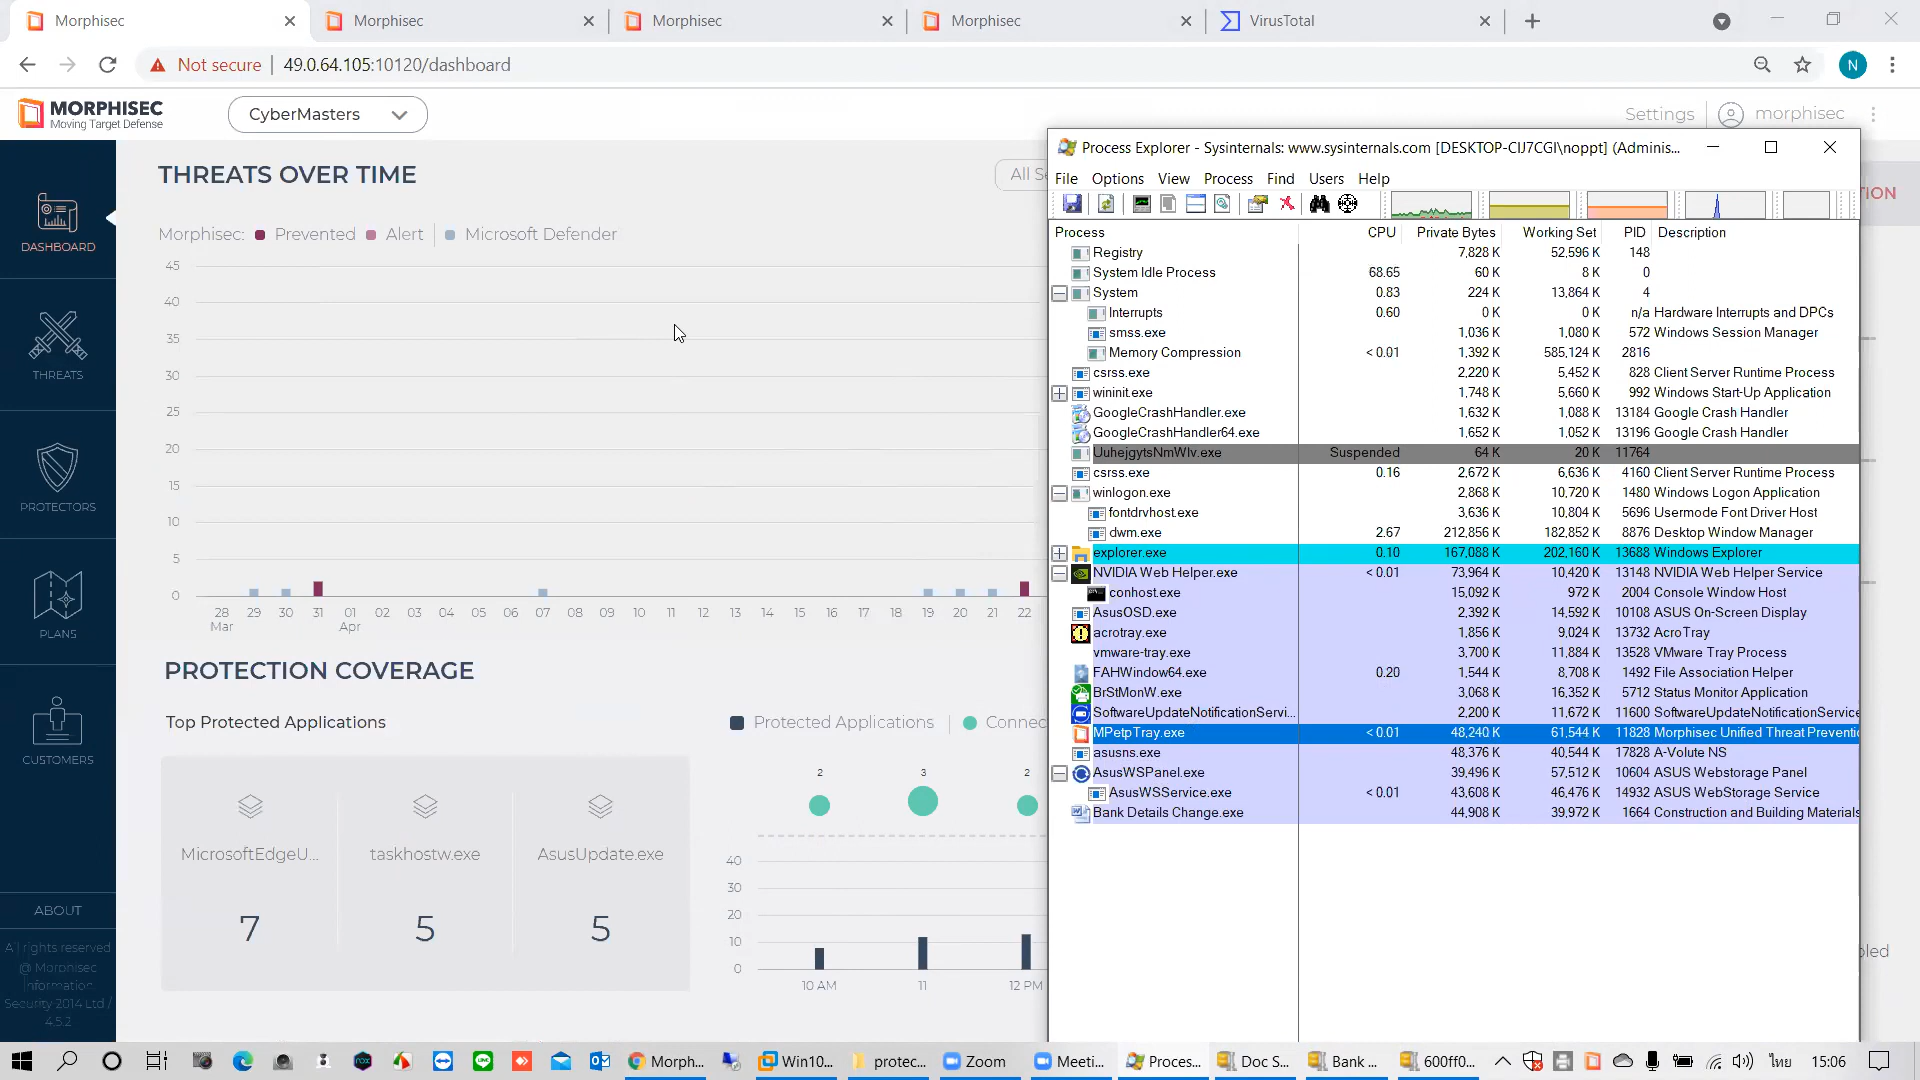 Morphisec
Morphisec
Morphisec
Morphisec
VirusTotal
Not secure
49.0.64.105:10120/dashboard
N
MORPHISEC
Moving Target Defense
CyberMasters
Settings
morphisec
DASHBOARD
THREATS
PROTECTORS
PLANS
CUSTOMERS
ABOUT
All rights reserved
@ Morphisec
Information
Security 2014 Ltd /
4.5.2
THREATS OVER TIME
All Se
TION
Morphisec: Prevented Alert Microsoft Defender
45
40
35
30
25
20
15
10
5
0
28 29 30 31 01 02 03 04 05 06 07 08 09 10 11 12 13 14 15 16 17 18 19 20 21 22
Mar Apr
PROTECTION COVERAGE
Top Protected Applications
Protected Applications Connec
MicrosoftEdgeU... taskhostw.exe AsusUpdate.exe
7 5 5
2 3 2
40
30
20
10
0
10 AM 11 12 PM
bled
Process Explorer - Sysinternals: www.sysinternals.com [DESKTOP-CIJ7CGI\noppt] (Adminis...
File Options View Process Find Users Help
Process CPU Private Bytes Working Set PID Description
Registry 7,828 K 52,596 K 148
System Idle Process 68.65 60 K 8 K 0
System 0.83 224 K 13,864 K 4
Interrupts 0.60 0 K 0 K n/a Hardware Interrupts and DPCs
smss.exe 1,036 K 1,080 K 572 Windows Session Manager
Memory Compression < 0.01 1,392 K 585,124 K 2816
csrss.exe 2,220 K 5,452 K 828 Client Server Runtime Process
wininit.exe 1,748 K 5,660 K 992 Windows Start-Up Application
GoogleCrashHandler.exe 1,632 K 1,088 K 13184 Google Crash Handler
GoogleCrashHandler64.exe 1,652 K 1,052 K 13196 Google Crash Handler
UuhejgytsNmWIv.exe Suspended 64 K 20 K 11764
csrss.exe 0.16 2,672 K 6,636 K 4160 Client Server Runtime Process
winlogon.exe 2,868 K 10,720 K 1480 Windows Logon Application
fontdrvhost.exe 3,636 K 10,804 K 5696 Usermode Font Driver Host
dwm.exe 2.67 212,856 K 182,852 K 8876 Desktop Window Manager
explorer.exe 0.10 167,088 K 202,160 K 13688 Windows Explorer
NVIDIA Web Helper.exe < 0.01 73,964 K 10,420 K 13148 NVIDIA Web Helper Service
conhost.exe 15,092 K 972 K 2004 Console Window Host
AsusOSD.exe 2,392 K 14,592 K 10108 ASUS On-Screen Display
acrotray.exe 1,856 K 9,024 K 13732 AcroTray
vmware-tray.exe 3,700 K 11,884 K 13528 VMware Tray Process
FAHWindow64.exe 0.20 1,544 K 8,708 K 1492 File Association Helper
BrStMonW.exe 3,068 K 16,352 K 5712 Status Monitor Application
SoftwareUpdateNotificationServi... 2,200 K 11,672 K 11600 SoftwareUpdateNotificationService
MPetpTray.exe < 0.01 48,240 K 61,544 K 11828 Morphisec Unified Threat Preventic
asusns.exe 48,376 K 40,544 K 17828 A-Volute NS
AsusWSPanel.exe 39,496 K 57,512 K 10604 ASUS Webstorage Panel
AsusWSService.exe < 0.01 43,608 K 46,476 K 14932 ASUS WebStorage Service
Bank Details Change.exe 44,908 K 39,972 K 1664 Construction and Building Materials
Morph...
Win10...
protec...
Zoom
Meeti...
Proces...
Doc S...
Bank ...
600ff0...
ไทย
15:06